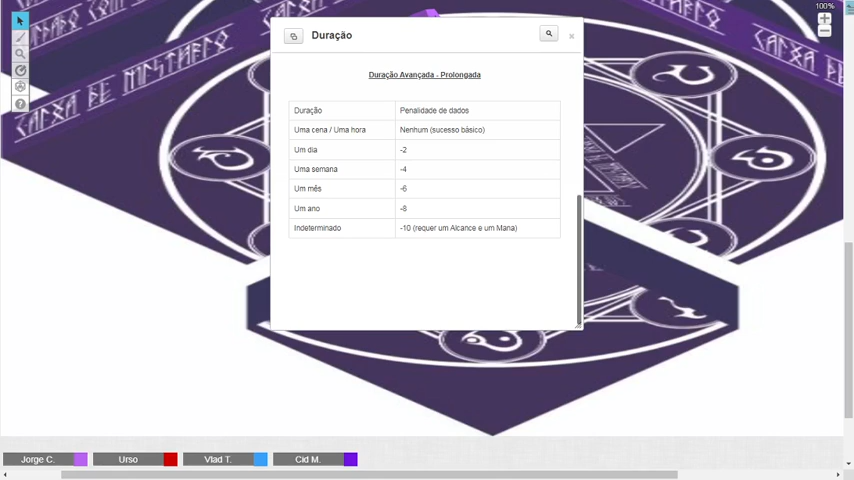 100%
Duração
Duração Avançada - Prolongada
Duração Penalidade de dados
Uma cena / Uma hora Nenhum (sucesso básico)
Um dia -2
Uma semana -4
Um mês -6
Um ano -8
Indeterminado -10 (requer um Alcance e um Mana)
Jorge C. Urso Vlad T. Cid M.